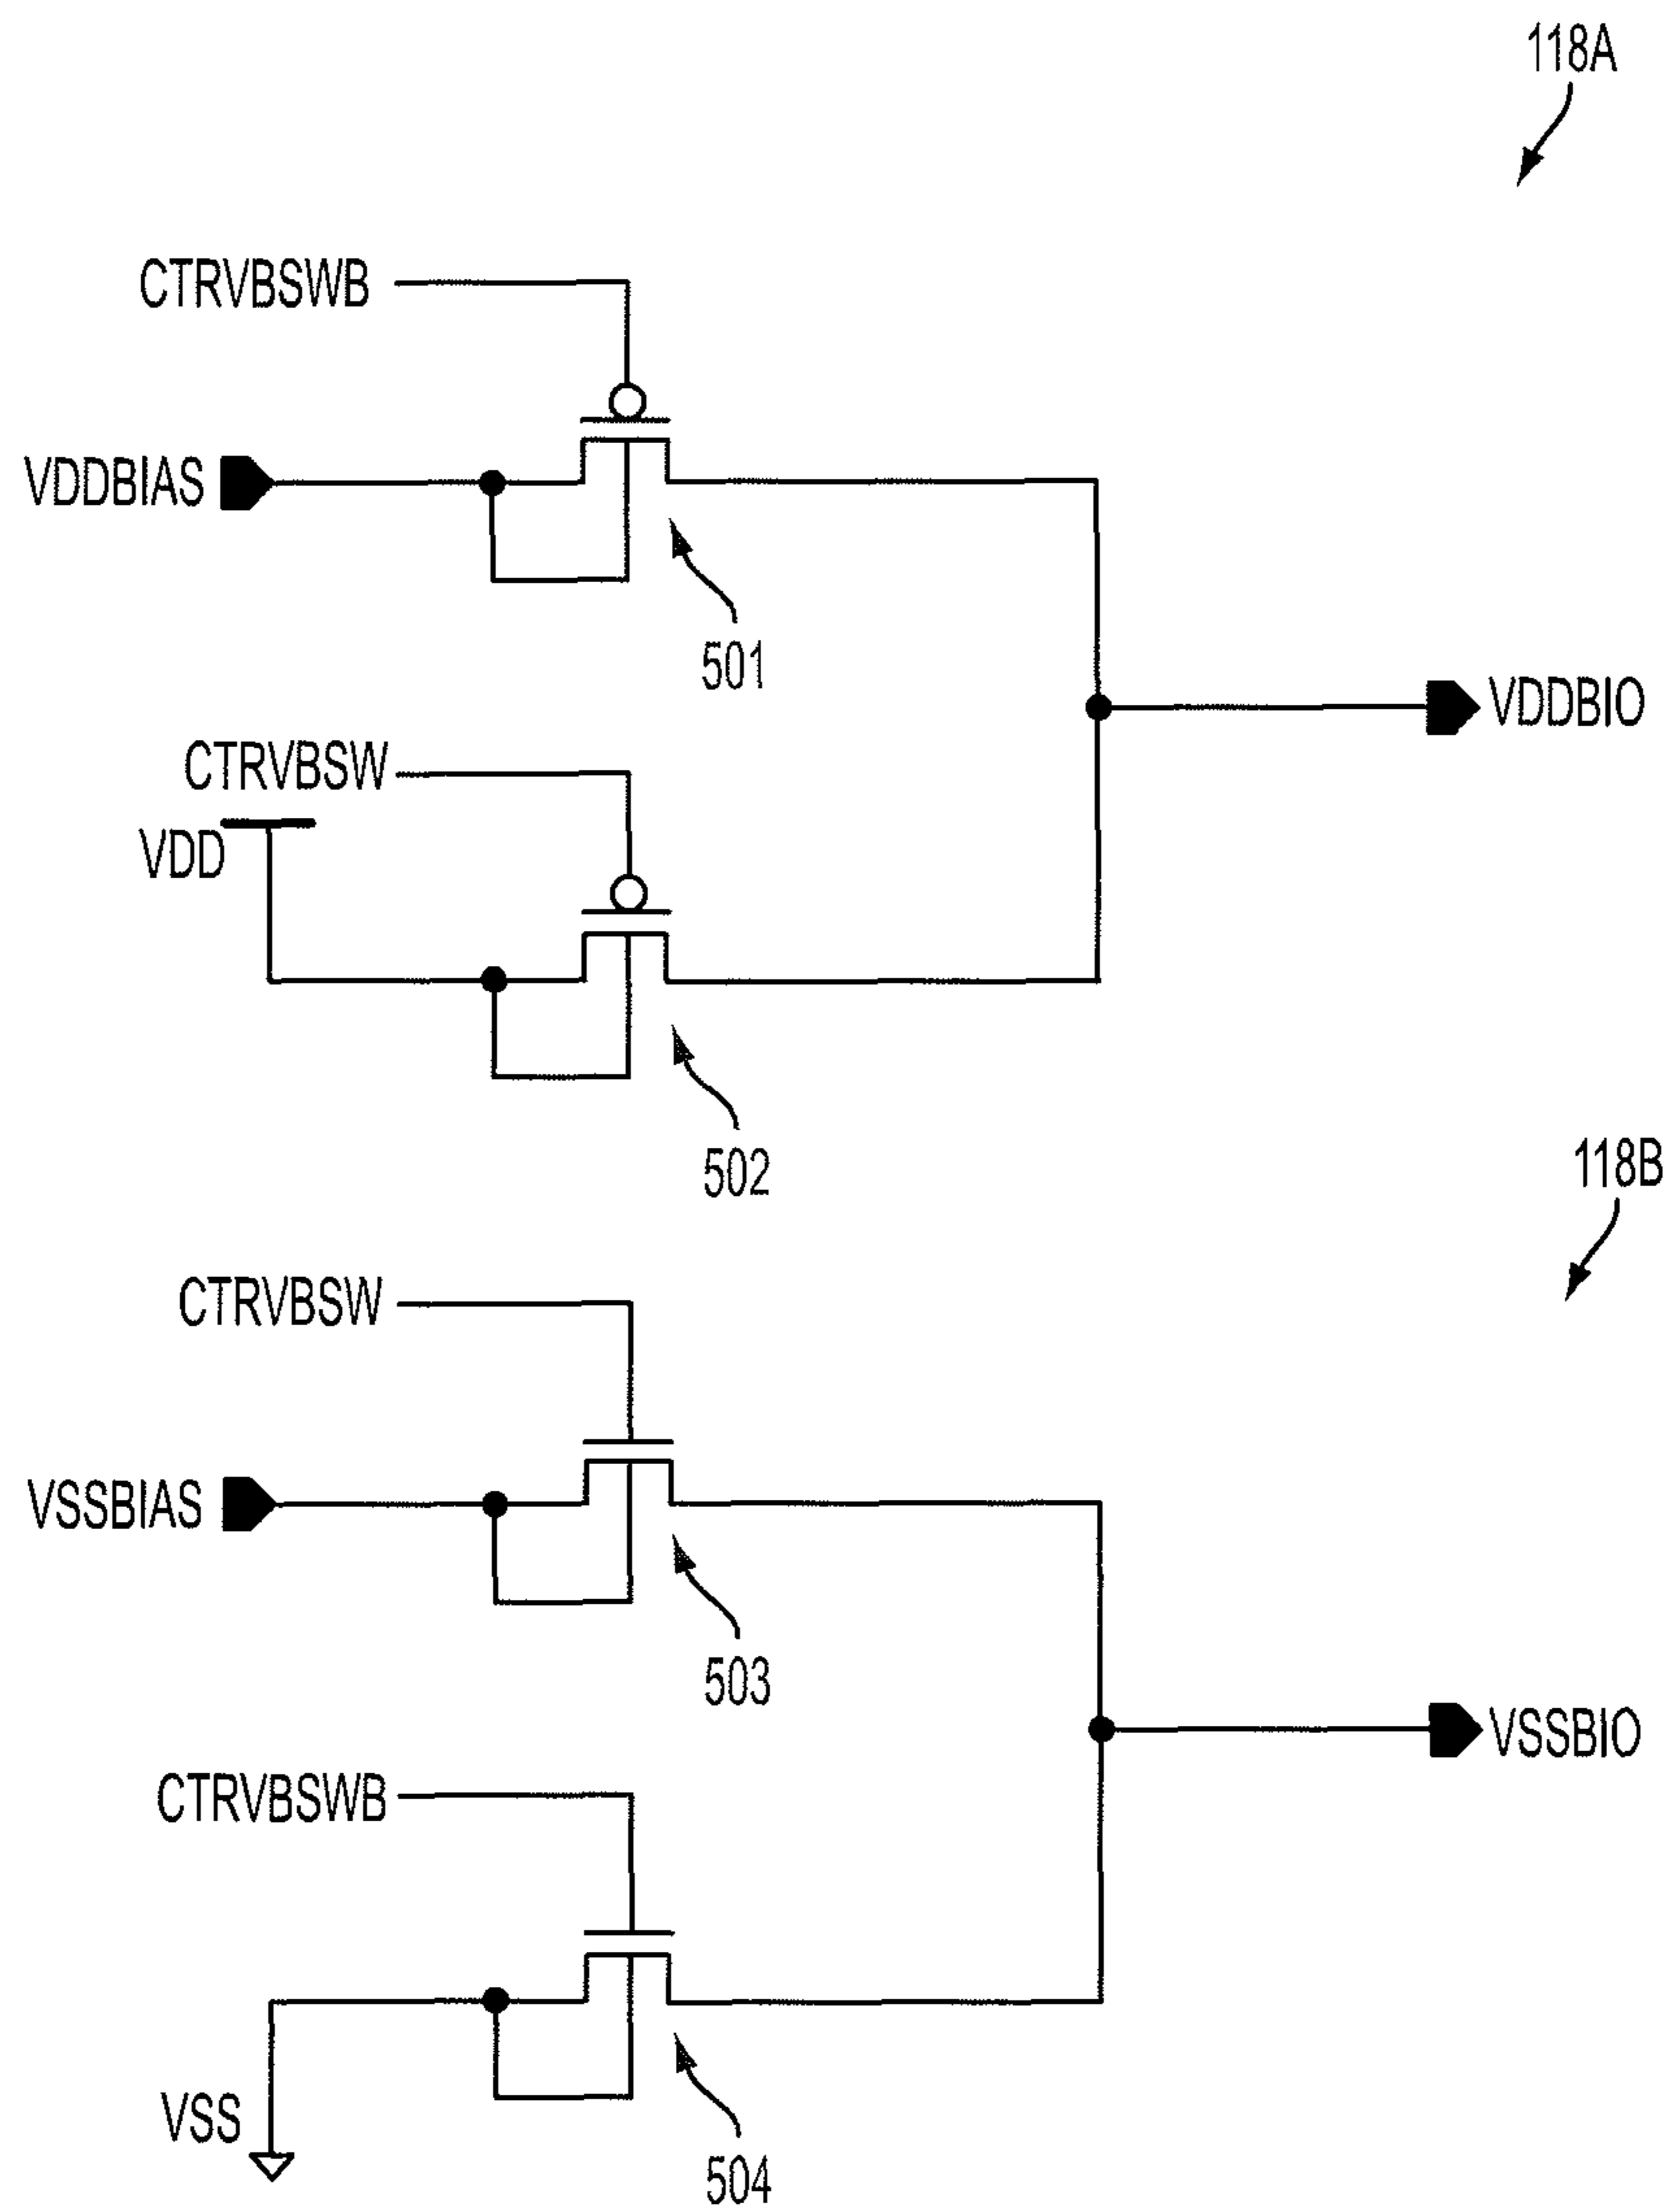 118A
CTRVBSWB
VDDBIAS
501
VDDBIO
CTRVBSW
VDD
502
118B
CTRVBSW
VSSBIAS
503
VSSBIO
CTRVBSWB
VSS
504